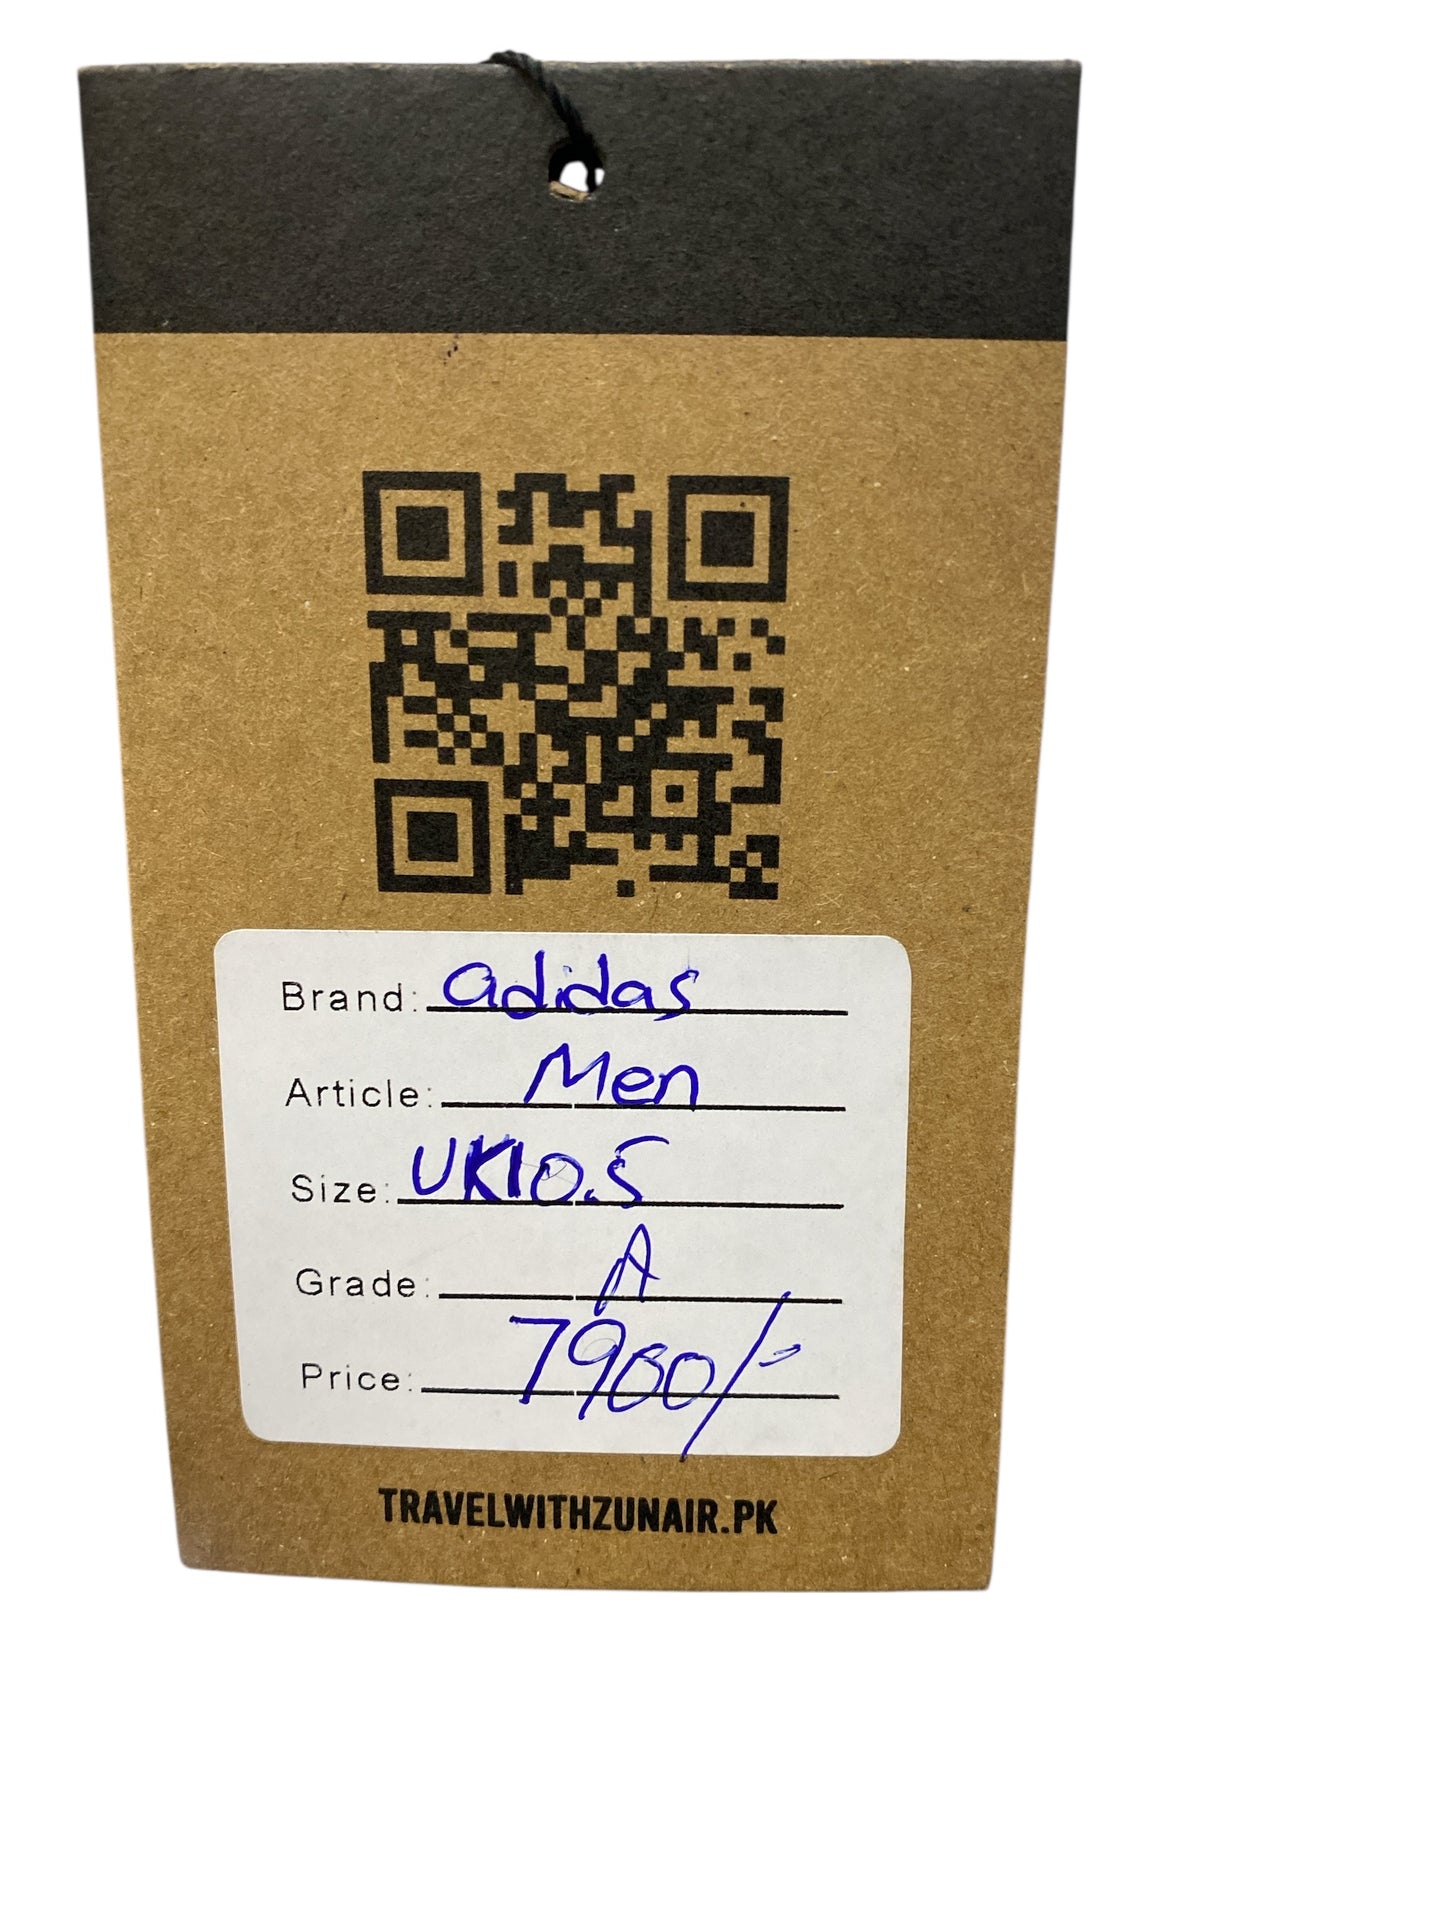 Brand: adidas
Article: Men
Size: UK10.5
Grade: A
Price: 7900/-
TRAVELWITHZUNAIR.PK